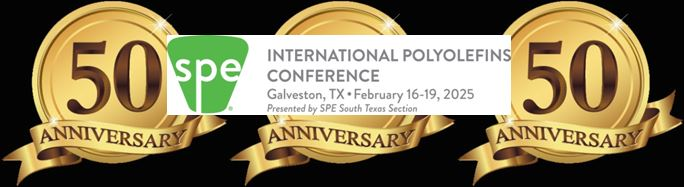 50
ANNIVERSARY
spe
INTERNATIONAL POLYOLEFINS
CONFERENCE
Galveston, TX • February 16-19, 2025
Presented by SPE South Texas Section
ANNIVERSARY
50
ANNIVERSARY